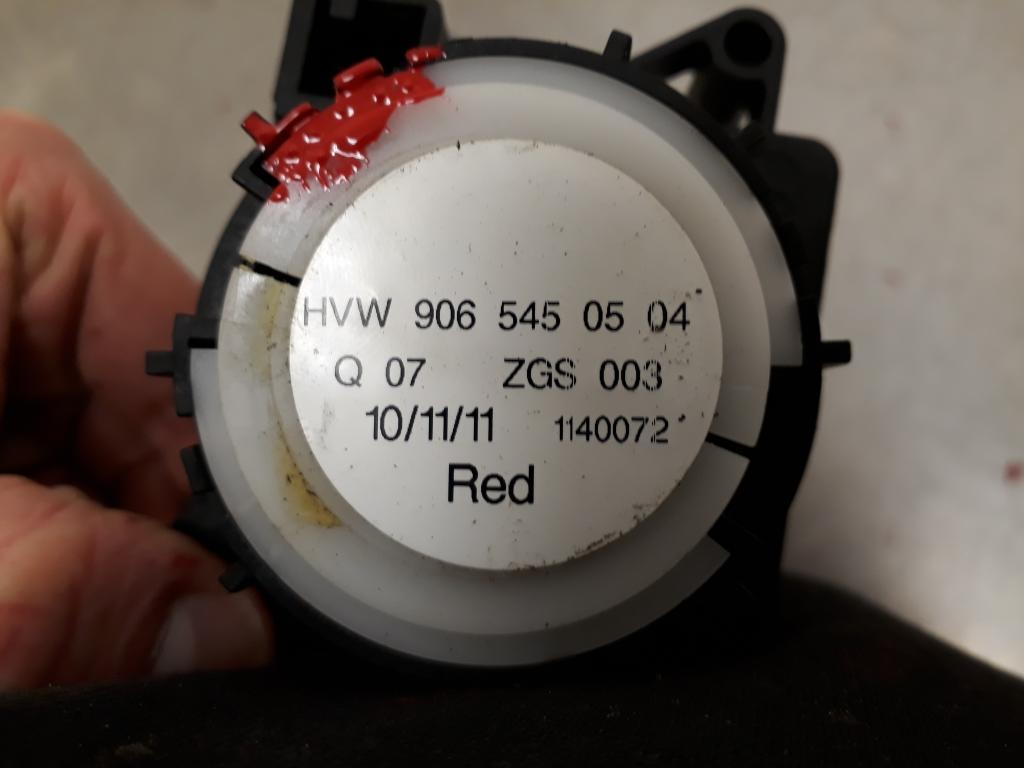 HVW 906 545 05 04
Q 07 ZGS 003
10/11/11 1140072
Red